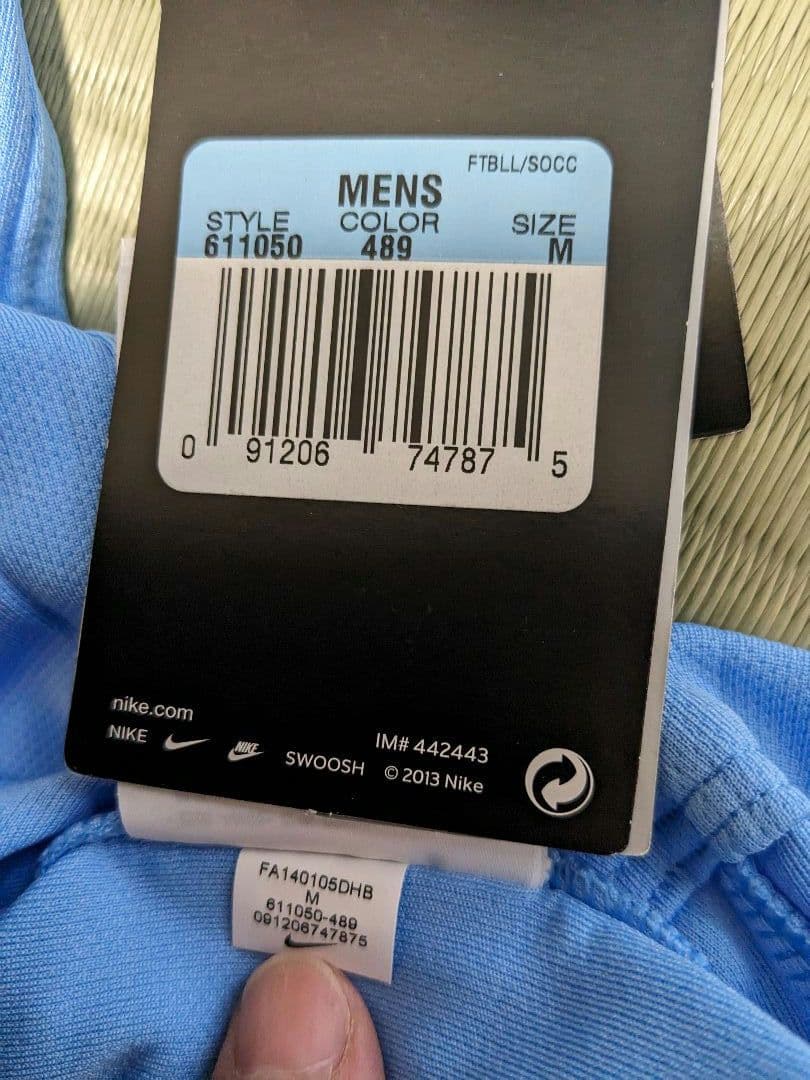 FTBLL/SOCC
MENS
STYLE COLOR SIZE
611050 489 M
0 91206 74787 5
nike.com
NIKE NIKE SWOOSH IM# 442443
© 2013 Nike
FA140105DHB
M
611050-489
091206747875